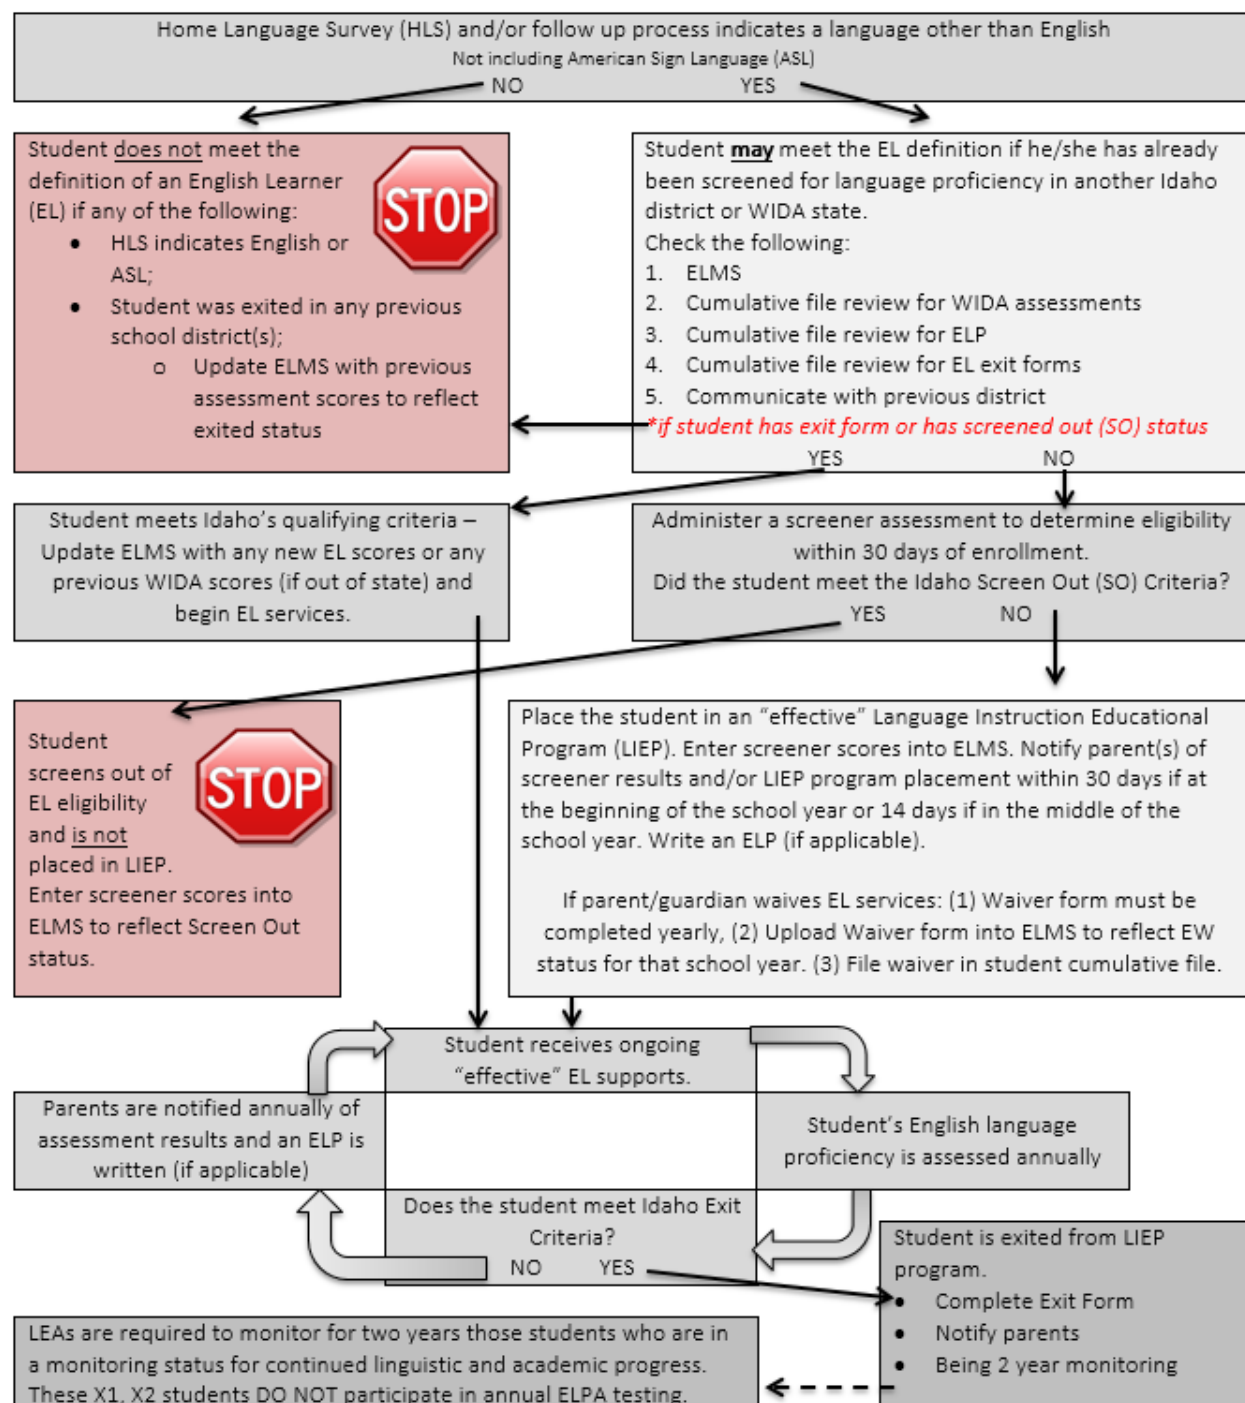 Home Language Survey (HLS) and/or follow up process indicates a language other than English
Not including American Sign Language (ASL)
NO YES
Student does not meet the
definition of an English Learner
(EL) if any of the following:
• HLS indicates English or
ASL;
• Student was exited in any previous
school district(s);
o Update ELMS with previous
assessment scores to reflect
exited status
STOP
Student may meet the EL definition if he/she has already
been screened for language proficiency in another Idaho
district or WIDA state.
Check the following:
1. ELMS
2. Cumulative file review for WIDA assessments
3. Cumulative file review for ELP
4. Cumulative file review for EL exit forms
5. Communicate with previous district
*if student has exit form or has screened out (SO) status
YES NO
Student meets Idaho's qualifying criteria –
Update ELMS with any new EL scores or any
previous WIDA scores (if out of state) and
begin EL services.
Administer a screener assessment to determine eligibility
within 30 days of enrollment.
Did the student meet the Idaho Screen Out (SO) Criteria?
YES NO
Student
screens out of
EL eligibility
and is not
placed in LIEP.
Enter screener scores into
ELMS to reflect Screen Out
status.
STOP
Place the student in an “effective” Language Instruction Educational
Program (LIEP). Enter screener scores into ELMS. Notify parent(s) of
screener results and/or LIEP program placement within 30 days if at
the beginning of the school year or 14 days if in the middle of the
school year. Write an ELP (if applicable).
If parent/guardian waives EL services: (1) Waiver form must be
completed yearly, (2) Upload Waiver form into ELMS to reflect EW
status for that school year. (3) File waiver in student cumulative file.
Student receives ongoing
“effective” EL supports.
Parents are notified annually of
assessment results and an ELP is
written (if applicable)
Student's English language
proficiency is assessed annually
Does the student meet Idaho Exit
Criteria?
NO YES
Student is exited from LIEP
program.
• Complete Exit Form
• Notify parents
• Being 2 year monitoring
LEAs are required to monitor for two years those students who are in
a monitoring status for continued linguistic and academic progress.
These X1, X2 students DO NOT participate in annual ELPA testing.